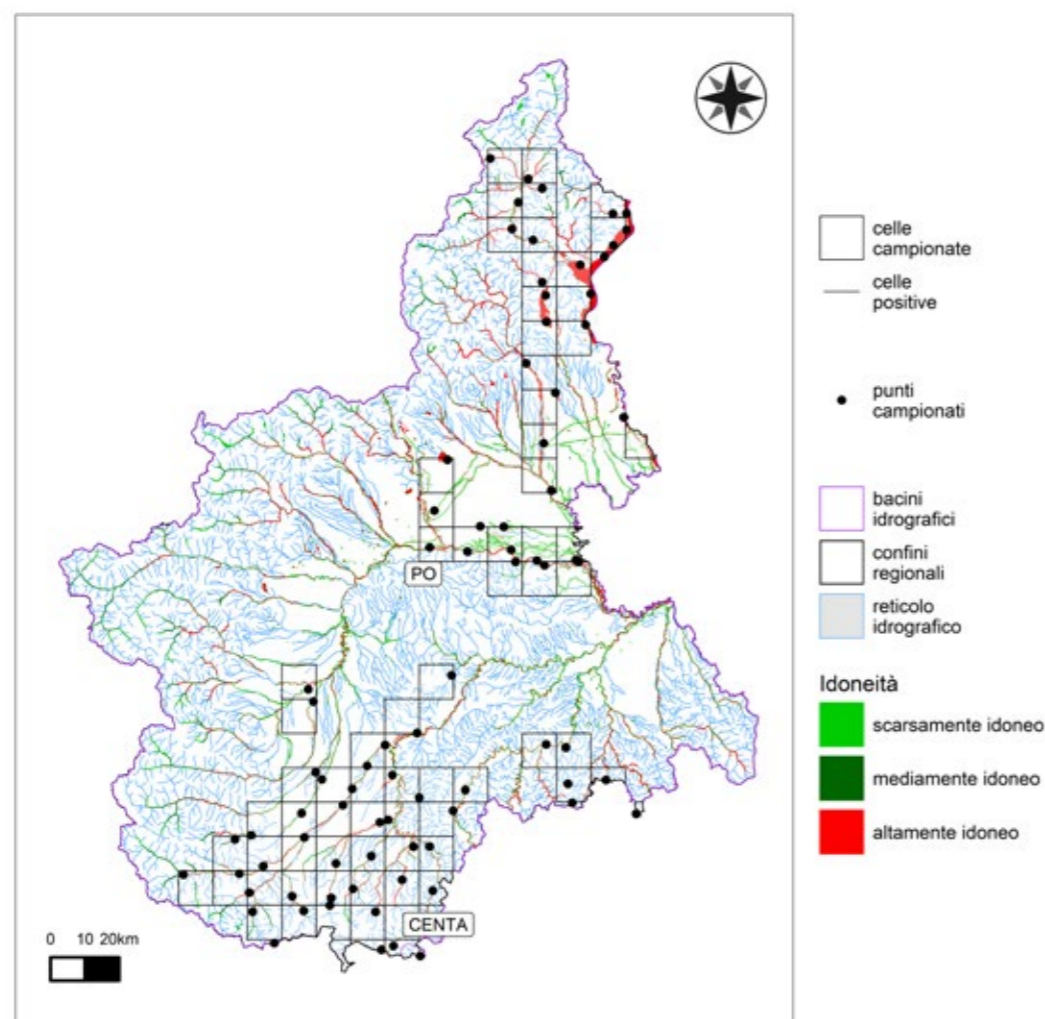 PO
CENTA
0 10 20km
celle
campionate
celle
positive
punti
campionati
bacini
idrografici
confini
regionali
reticolo
idrografico
Idoneità
scarsamente idoneo
mediamente idoneo
altamente idoneo